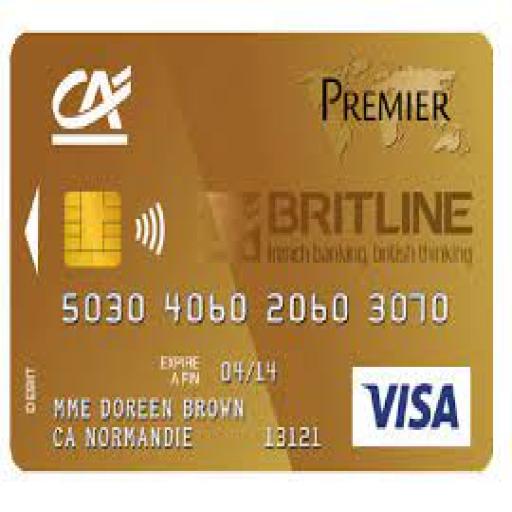 CA
PREMIER
BRITLINE
french banking, british thinking
5030 4060 2060 3070
EXPIRE
A FIN 04/14
DEBIT
MME DOREEN BROWN
CA NORMANDIE 13121
VISA